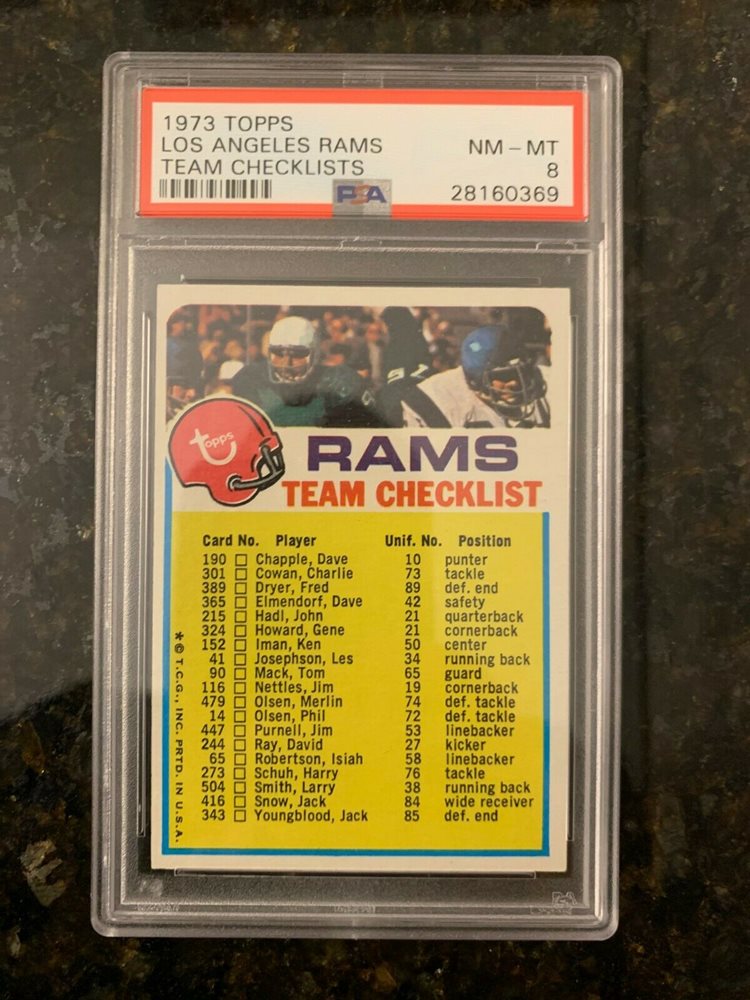 1973 TOPPS
LOS ANGELES RAMS NM - MT
TEAM CHECKLISTS 8
PSA 28160369
topps
RAMS
TEAM CHECKLIST
Card No. Player Unif. No. Position
190 Chapple, Dave 10 punter
301 Cowan, Charlie 73 tackle
389 Dryer, Fred 89 def. end
365 Elmendorf, Dave 42 safety
215 Hadl, John 21 quarterback
324 Howard, Gene 21 cornerback
152 Iman, Ken 50 center
41 Josephson, Les 34 running back
90 Mack, Tom 65 guard
116 Nettles, Jim 19 cornerback
479 Olsen, Merlin 74 def. tackle
14 Olsen, Phil 72 def. tackle
447 Purnell, Jim 53 linebacker
244 Ray, David 27 kicker
65 Robertson, Isiah 58 linebacker
273 Schuh, Harry 76 tackle
504 Smith, Larry 38 running back
416 Snow, Jack 84 wide receiver
343 Youngblood, Jack 85 def. end
* © T.C.G., INC. PRTD. IN U.S.A.